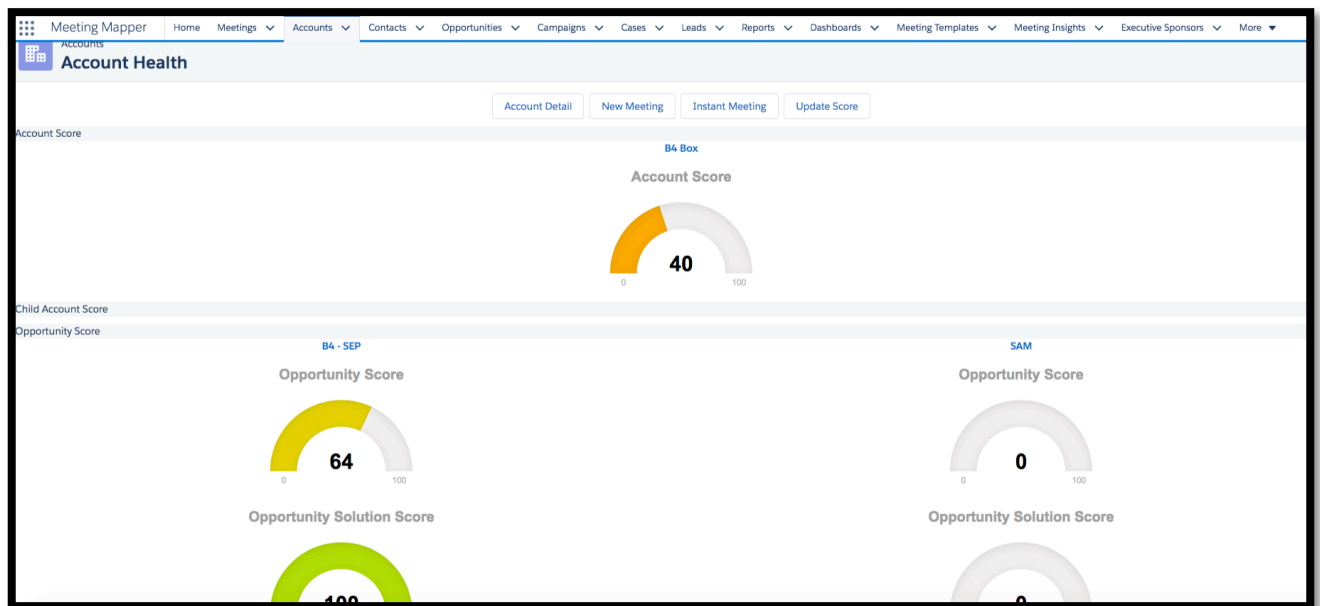 Meeting Mapper Home Meetings Accounts Contacts Opportunities Campaigns Cases Leads Reports Dashboards Meeting Templates Meeting Insights Executive Sponsors More
Accounts
Account Health
Account Detail New Meeting Instant Meeting Update Score
Account Score
B4 Box
Account Score
40
0 100
Child Account Score
Opportunity Score
B4 - SEP SAM
Opportunity Score Opportunity Score
64 0
0 100 0 100
Opportunity Solution Score Opportunity Solution Score
100 0